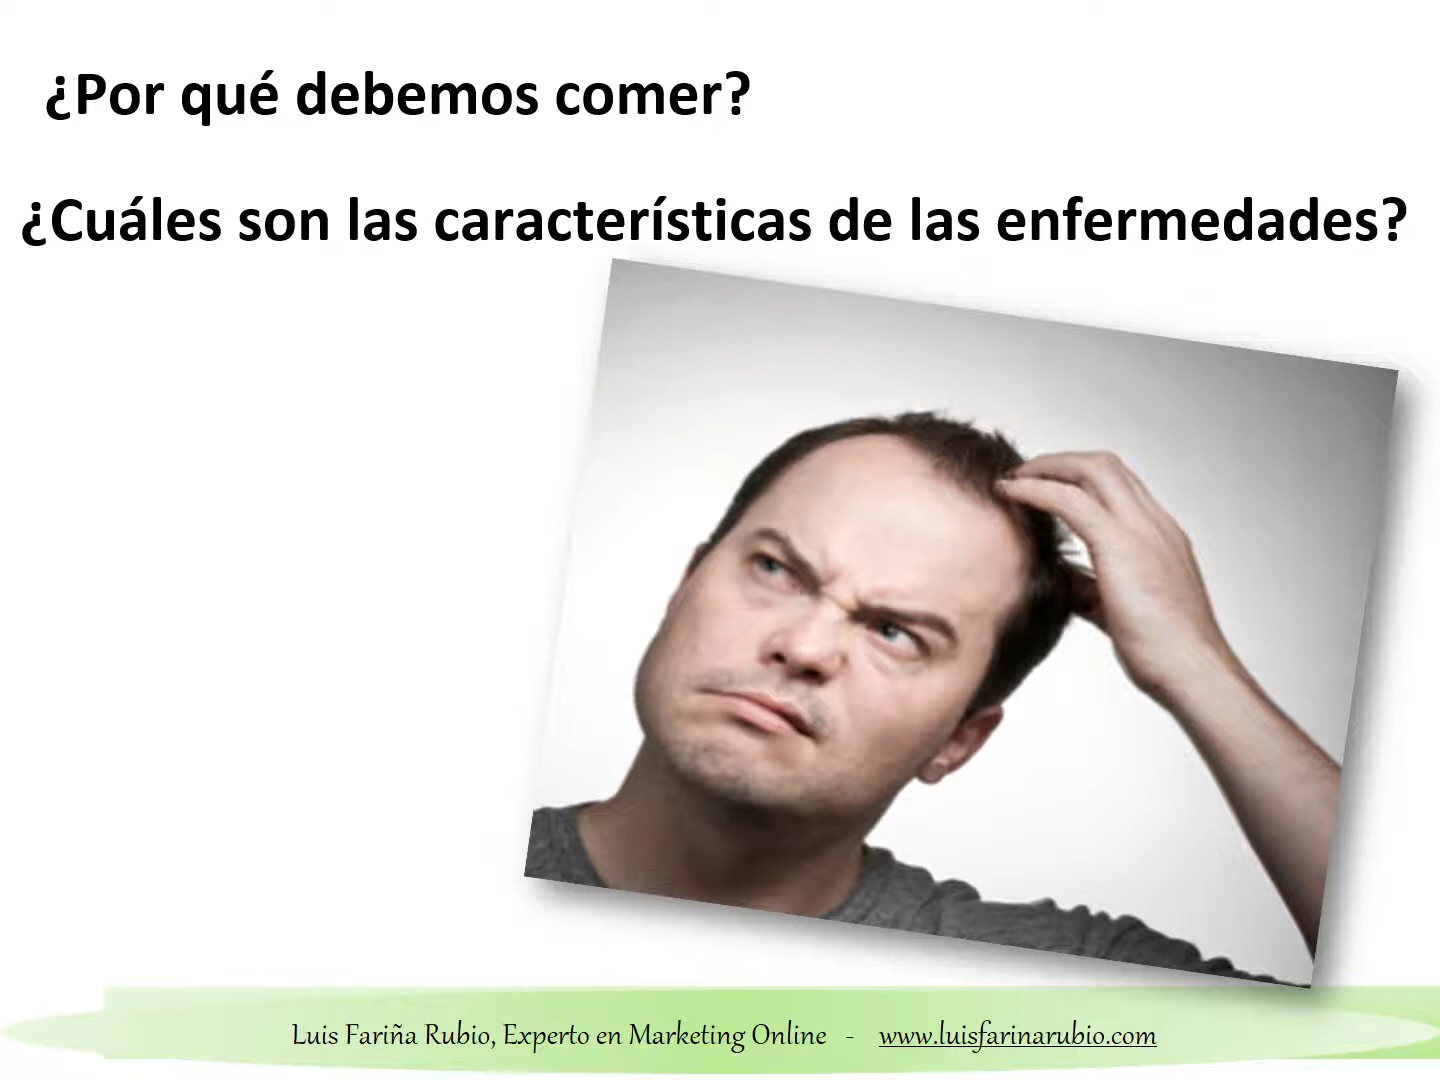 ¿Por qué debemos comer?
¿Cuáles son las características de las enfermedades?
Luis Fariña Rubio, Experto en Marketing Online - www.luisfarinarubio.com